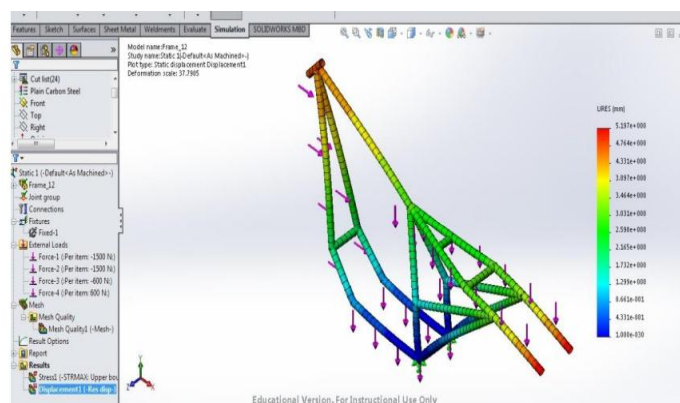 Features Sketch Surfaces Sheet Metal Weldments Evaluate Simulation SOLIDWORKS MBD
Model name:Frame_12
Study name:Static 1(-Default<As Machined>-)
Plot type: Static displacement Displacement1
Deformation scale: 37.7985
Cut list(24)
Plain Carbon Steel
Front
Top
Right
Static 1 (-Default<As Machined>-)
Frame_12
Joint group
Connections
Fixtures
Fixed-1
External Loads
Force-1 (:Per item: -1500 N:)
Force-2 (:Per item: -1500 N:)
Force-3 (:Per item: -600 N:)
Force-4 (:Per item: 600 N:)
Mesh
Mesh Quality
Mesh Quality1 (-Mesh-)
Result Options
Report
Results
Stress1 (-STRMAX: Upper bou
Displacement1 (-Res disp-
URES (mm)
5.197e+000
4.764e+000
4.331e+000
3.897e+000
3.464e+000
3.031e+000
2.598e+000
2.165e+000
1.732e+000
1.299e+000
8.661e-001
4.331e-001
1.000e-030
Educational Version. For Instructional Use Only